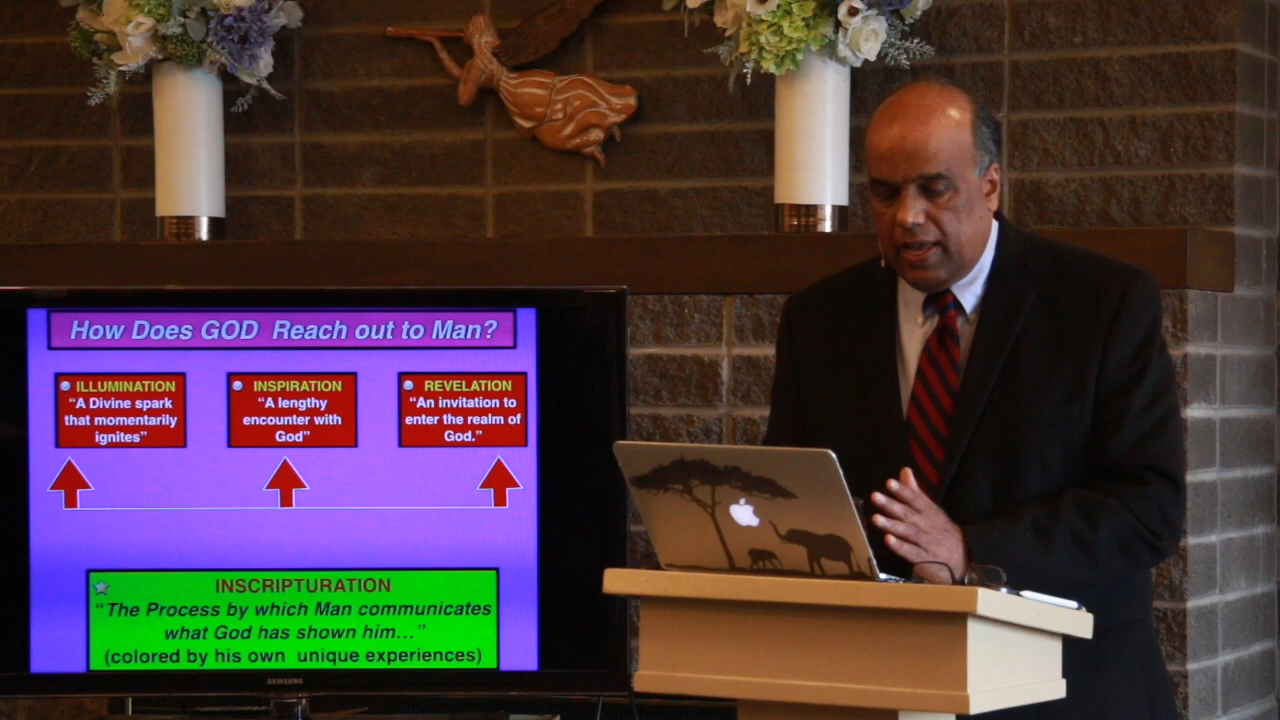 How Does GOD Reach out to Man?
ILLUMINATION
“A Divine spark
that momentarily
ignites”
INSPIRATION
“A lengthy
encounter with
God”
REVELATION
“An invitation to
enter the realm of
God.”
INSCRIPTURATION
“The Process by which Man communicates
what God has shown him…”
(colored by his own unique experiences)
SAMSUNG